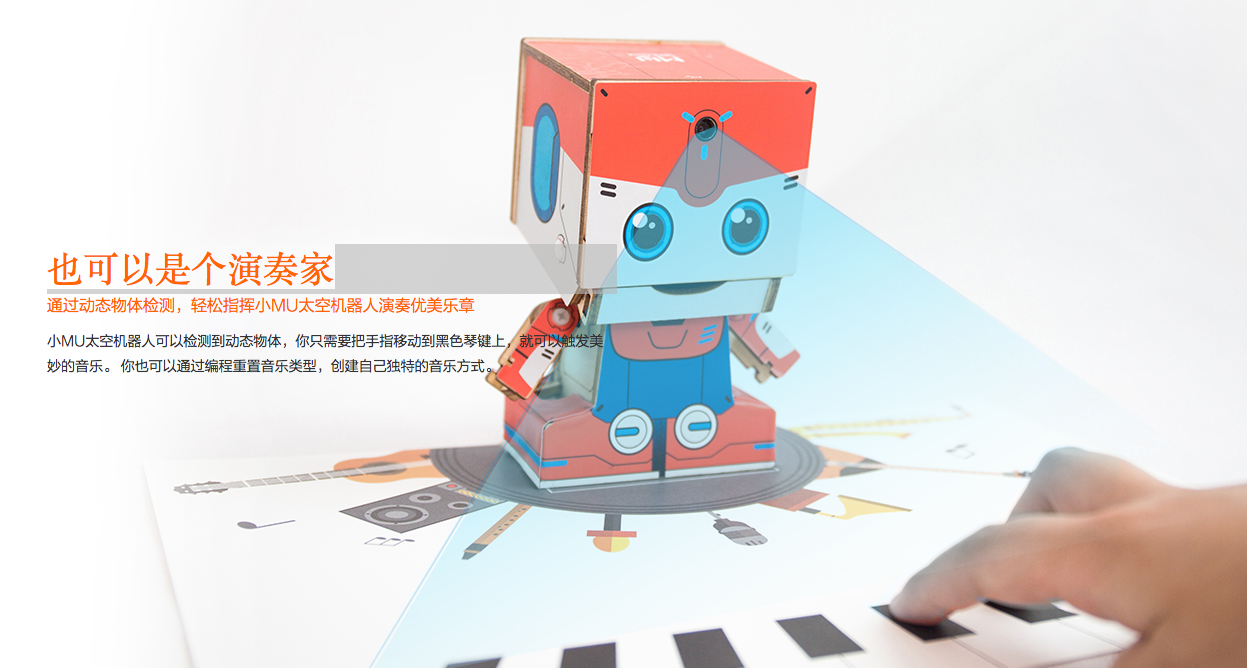 也可以是个演奏家
通过动态物体检测，轻松指挥小MU太空机器人演奏优美乐章
小MU太空机器人可以检测到动态物体，你只需要把手指移动到黑色琴键上，就可以触发美
妙的音乐。 你也可以通过编程重置音乐类型，创建自己独特的音乐方式。